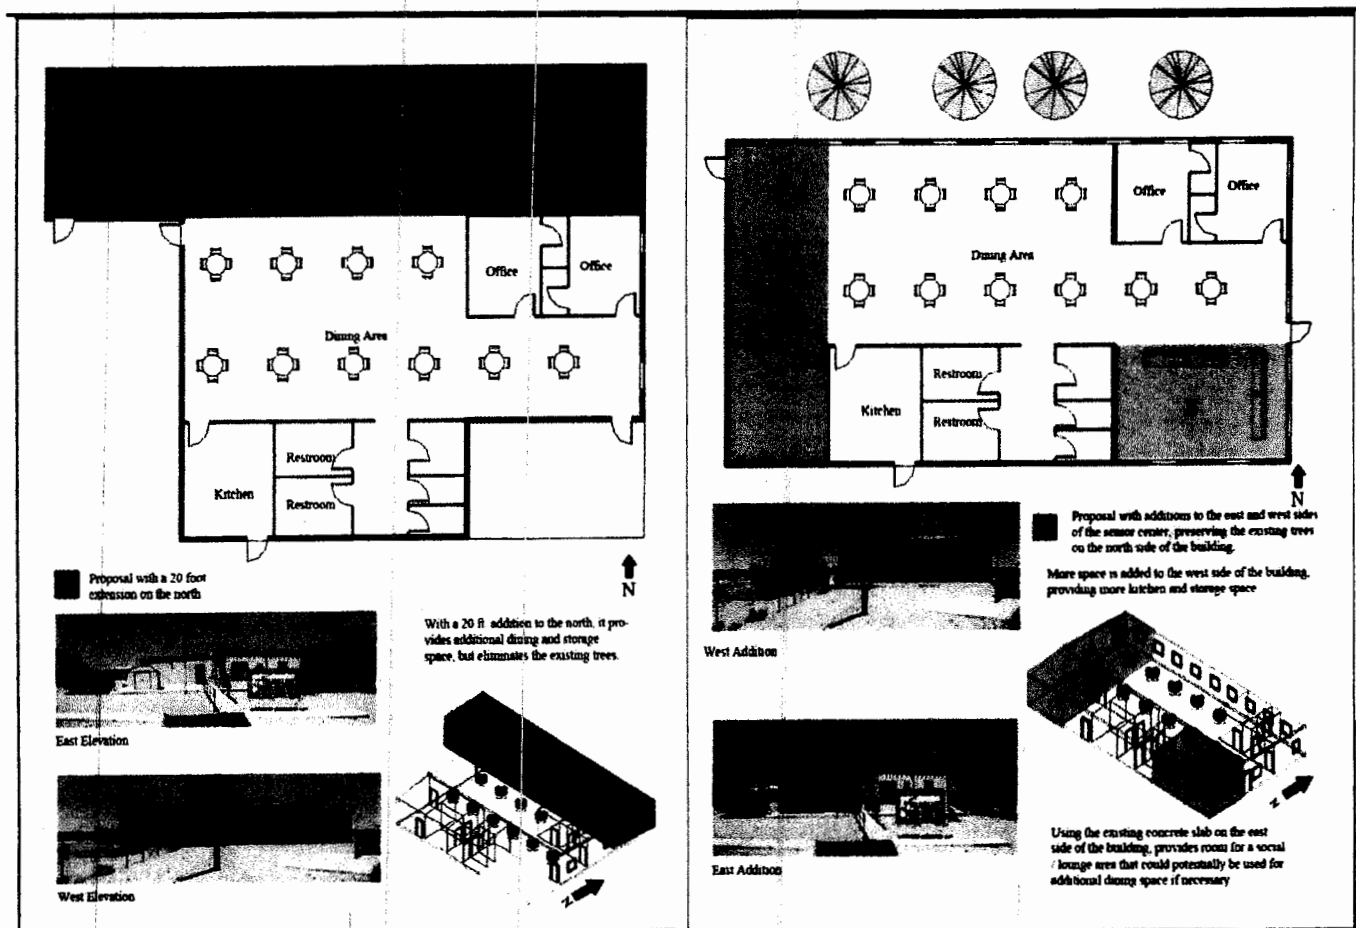 Office
Office
Dining Area
Restroom
Kitchen
Restroom
N
Proposal with a 20 foot
extension on the north
East Elevation
West Elevation
With a 20 ft addition to the north, it pro-
vides additional dining and storage
space, but eliminates the existing trees.
N
Office
Office
Dining Area
Restroom
Kitchen
Restroom
N
Proposal with additions to the east and west sides
of the senior center, preserving the existing trees
on the north side of the building.
More space is added to the west side of the building,
providing more kitchen and storage space
West Addition
East Addition
N
Using the existing concrete slab on the east
side of the building, provides room for a social
/ lounge area that could potentially be used for
additional dining space if necessary